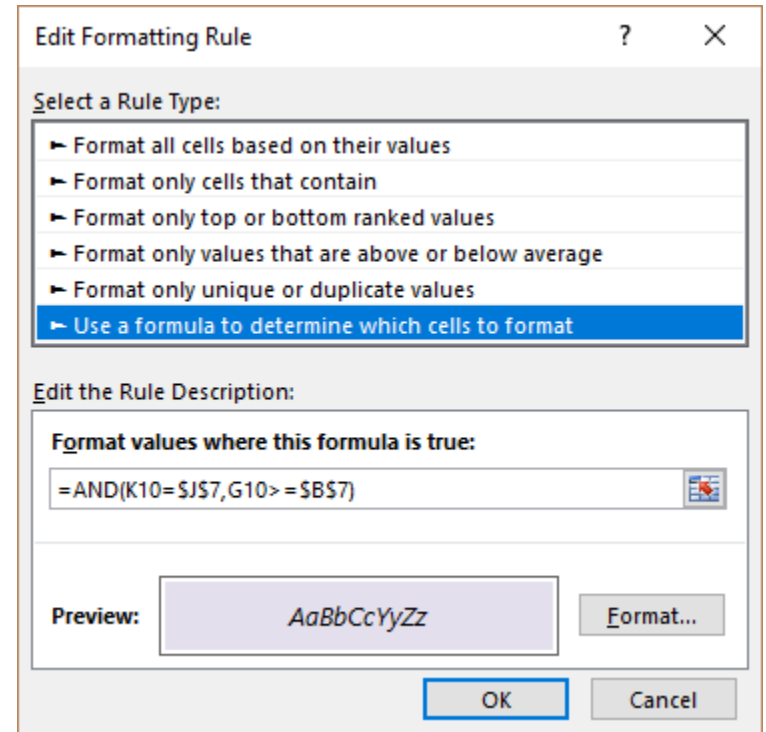 Edit Formatting Rule ? ×
Select a Rule Type:
► Format all cells based on their values
► Format only cells that contain
► Format only top or bottom ranked values
► Format only values that are above or below average
► Format only unique or duplicate values
► Use a formula to determine which cells to format
Edit the Rule Description:
Format values where this formula is true:
=AND(K10=$J$7,G10>=$B$7)
Preview: AaBbCcYyZz Format...
OK Cancel